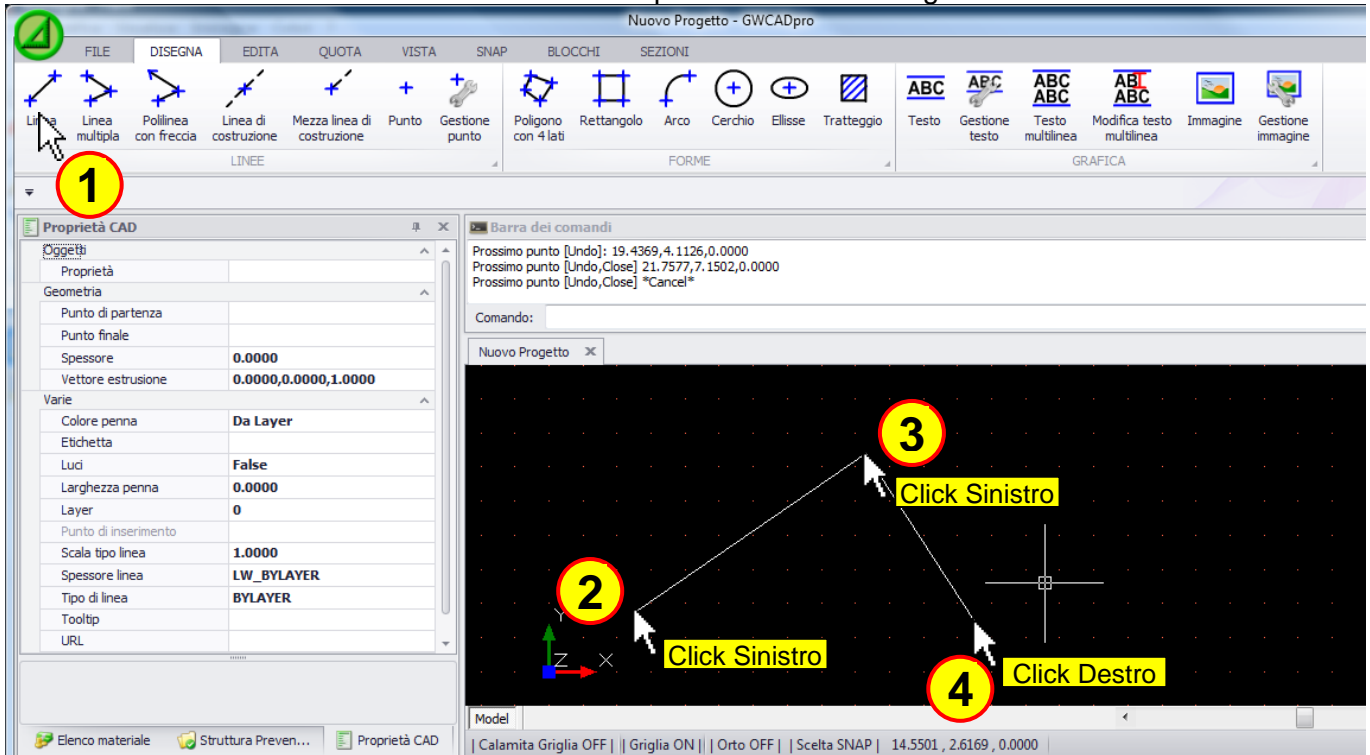 Nuovo Progetto - GWCADpro
FILE DISEGNA EDITA QUOTA VISTA SNAP BLOCCHI SEZIONI
Linea
Linea multipla
Polilinea con freccia
Linea di costruzione
Mezza linea di costruzione
Punto
Gestione punto
Poligono con 4 lati
Rettangolo
Arco
Cerchio
Ellisse
Tratteggio
ABC
Testo
ABC
Gestione testo
ABC
ABC
Testo multilinea
ABI
ABC
Modifica testo multilinea
Immagine
Gestione immagine
LINEE
FORME
GRAFICA
1
Proprietà CAD
Oggetti
Proprietà
Geometria
Punto di partenza
Punto finale
Spessore 0.0000
Vettore estrusione 0.0000,0.0000,1.0000
Varie
Colore penna Da Layer
Etichetta
Luci False
Larghezza penna 0.0000
Layer 0
Punto di inserimento
Scala tipo linea 1.0000
Spessore linea LW_BYLAYER
Tipo di linea BYLAYER
Tooltip
URL
Elenco materiale
Struttura Preven...
Proprietà CAD
Barra dei comandi
Prossimo punto [Undo]: 19.4369,4.1126,0.0000
Prossimo punto [Undo,Close] 21.7577,7.1502,0.0000
Prossimo punto [Undo,Close] *Cancel*
Comando:
Nuovo Progetto
3
Click Sinistro
2
Click Sinistro
4
Click Destro
Y
Z X
Model
| Calamita Griglia OFF | | Griglia ON | | Orto OFF | | Scelta SNAP | 14.5501 , 2.6169 , 0.0000